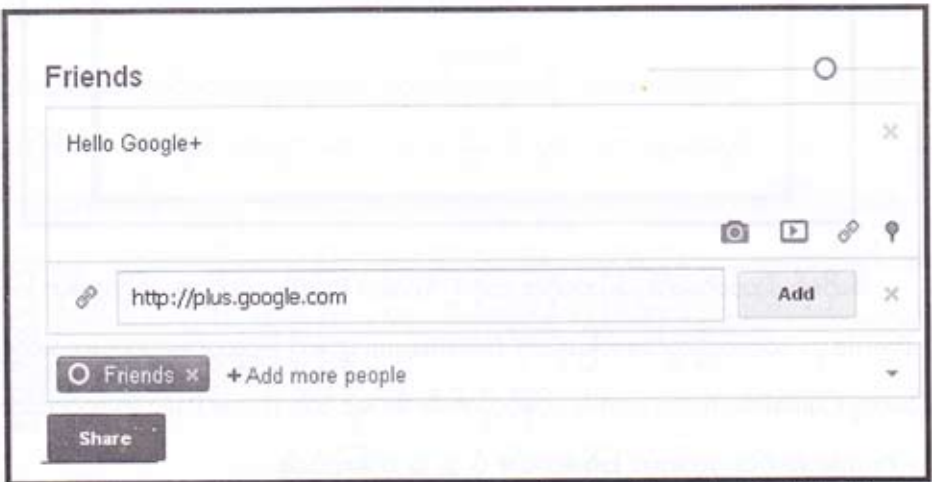 Friends
Hello Google+
http://plus.google.com Add
Friends × +Add more people
Share